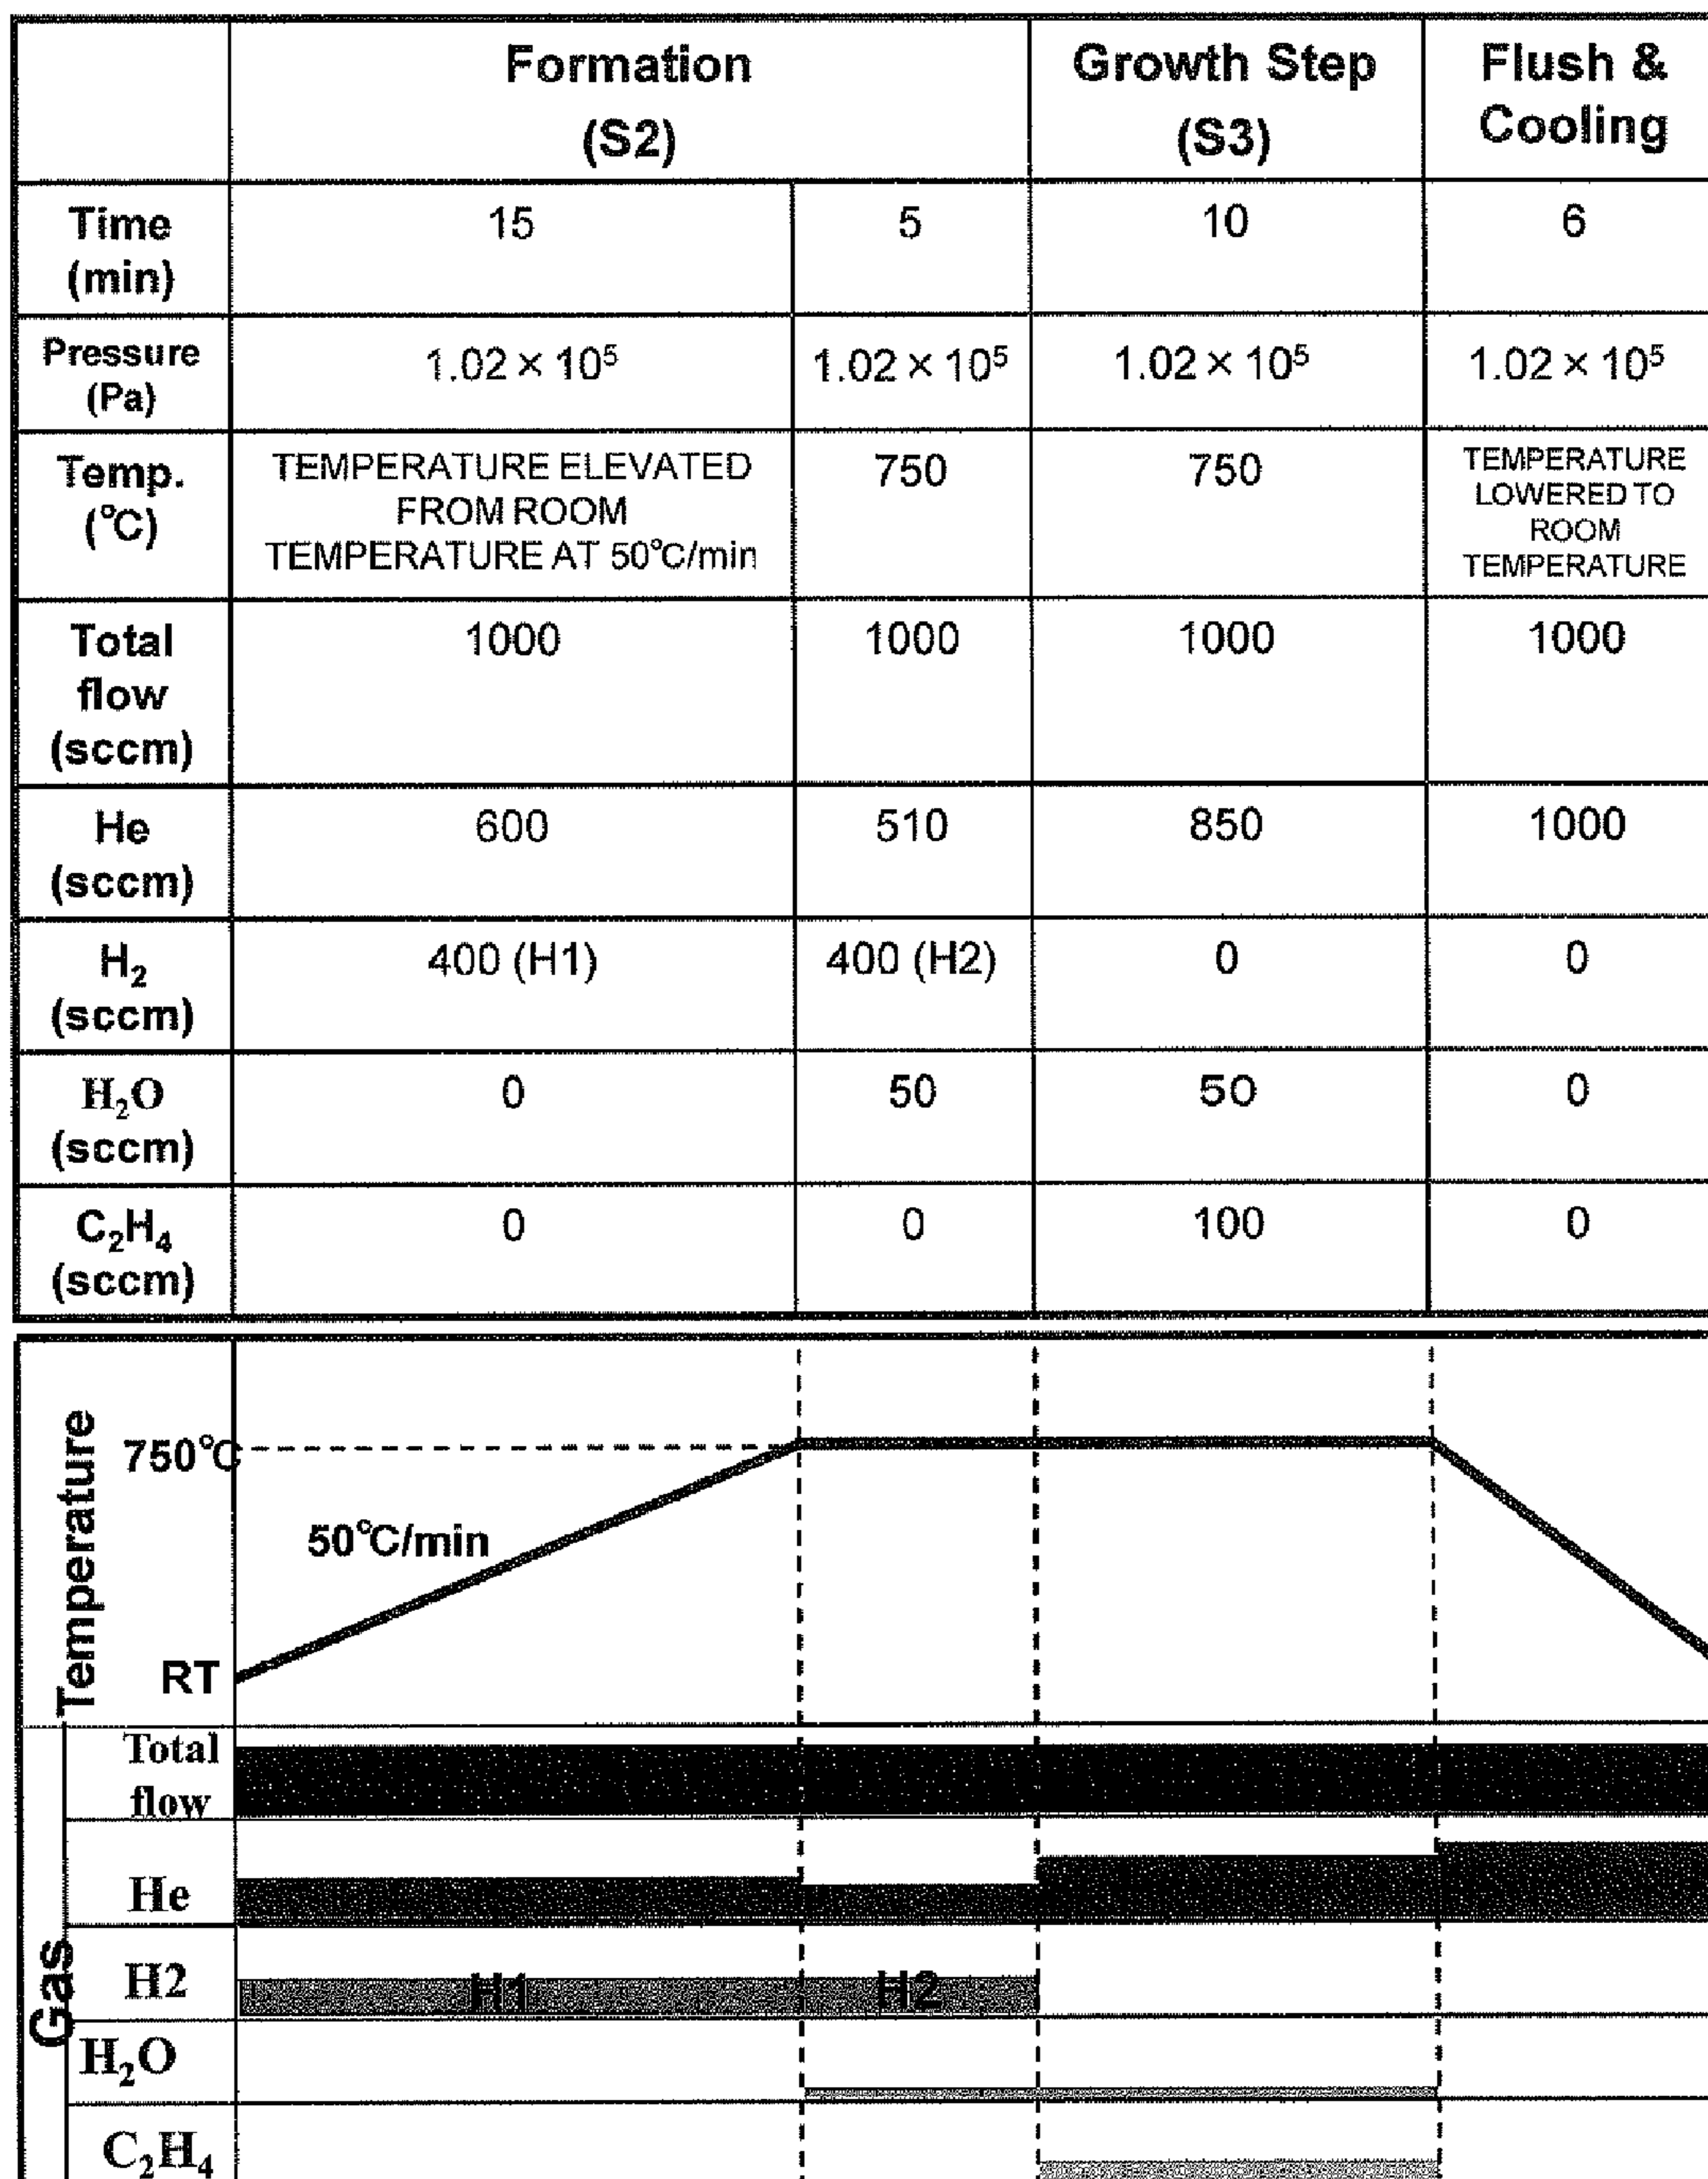 Formation
(S2)
Growth Step
(S3)
Flush &
Cooling
Time
(min)
15
5
10
6
Pressure
(Pa)
1.02 × 10⁵
1.02 × 10⁵
1.02 × 10⁵
1.02 × 10⁵
Temp.
(℃)
TEMPERATURE ELEVATED
FROM ROOM
TEMPERATURE AT 50℃/min
750
750
TEMPERATURE
LOWERED TO
ROOM
TEMPERATURE
Total
flow
(sccm)
1000
1000
1000
1000
He
(sccm)
600
510
850
1000
H₂
(sccm)
400 (H1)
400 (H2)
0
0
H₂O
(sccm)
0
50
50
0
C₂H₄
(sccm)
0
0
100
0
Temperature
750℃
50℃/min
RT
Gas
Total
flow
He
H2
H1
H2
H₂O
C₂H₄